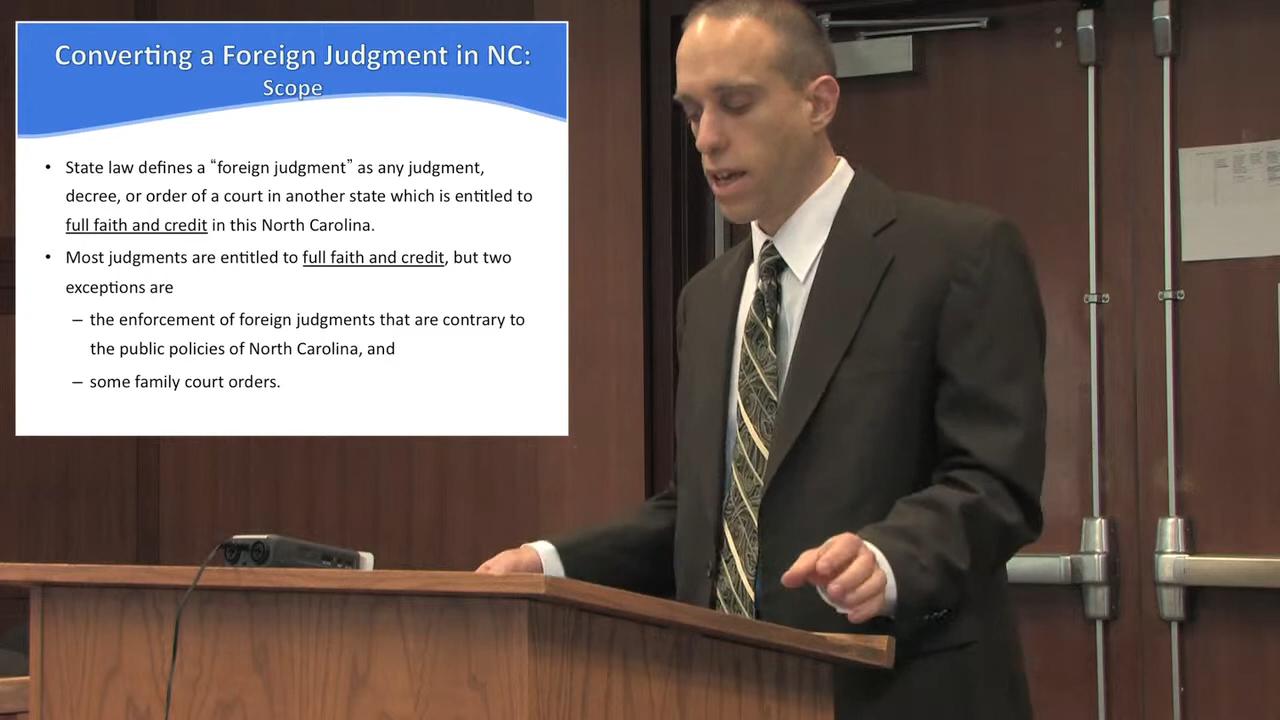 Converting a Foreign Judgment in NC:
Scope
• State law defines a “foreign judgment” as any judgment,
decree, or order of a court in another state which is entitled to
full faith and credit in this North Carolina.
• Most judgments are entitled to full faith and credit, but two
exceptions are
– the enforcement of foreign judgments that are contrary to
the public policies of North Carolina, and
– some family court orders.